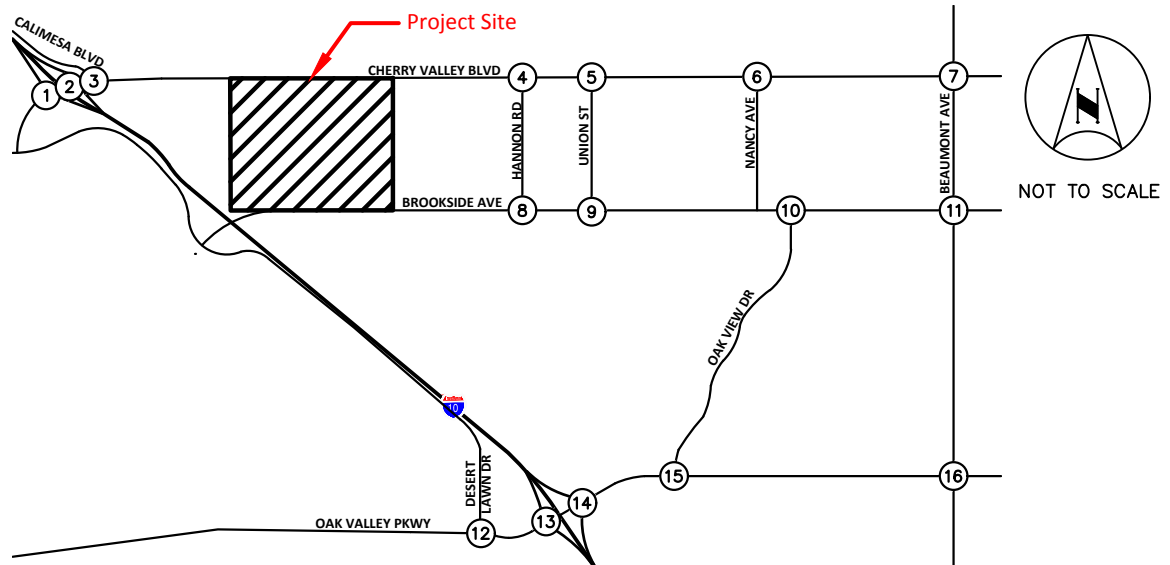 Project Site
CALIMESA BLVD
CHERRY VALLEY BLVD
1
2
3
4
5
6
7
HANNON RD
UNION ST
NANCY AVE
BEAUMONT AVE
N
NOT TO SCALE
BROOKSIDE AVE
8
9
10
11
OAK VIEW DR
10
DESERT
LAWN DR
15
16
14
13
12
OAK VALLEY PKWY